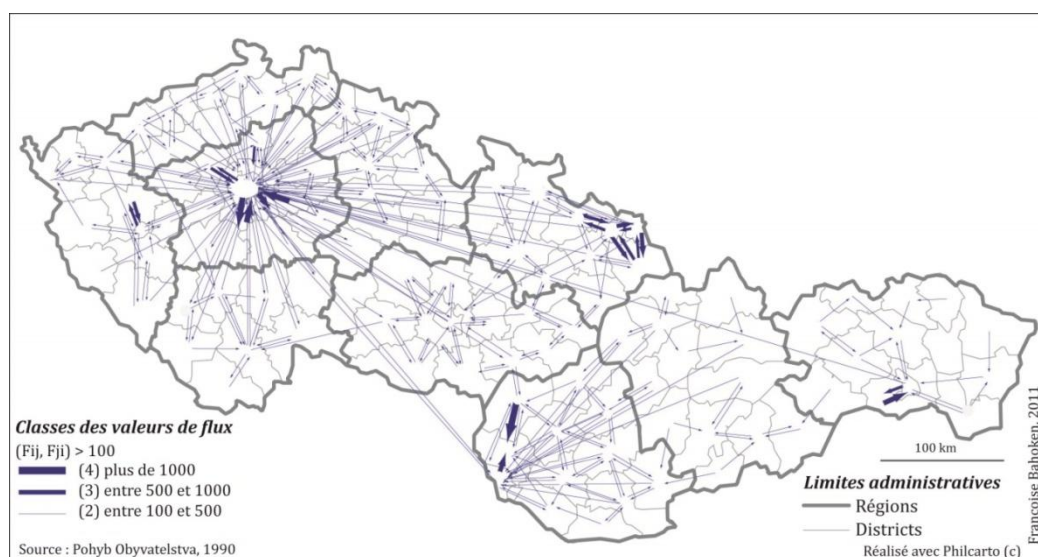 Classes des valeurs de flux
(Fij, Fji) > 100
(4) plus de 1000
(3) entre 500 et 1000
(2) entre 100 et 500
Source : Pohyb Obyvatelstva, 1990
100 km
Limites administratives
Régions
Districts
Réalisé avec Philcarto (c)
Françoise Bahoken, 2011